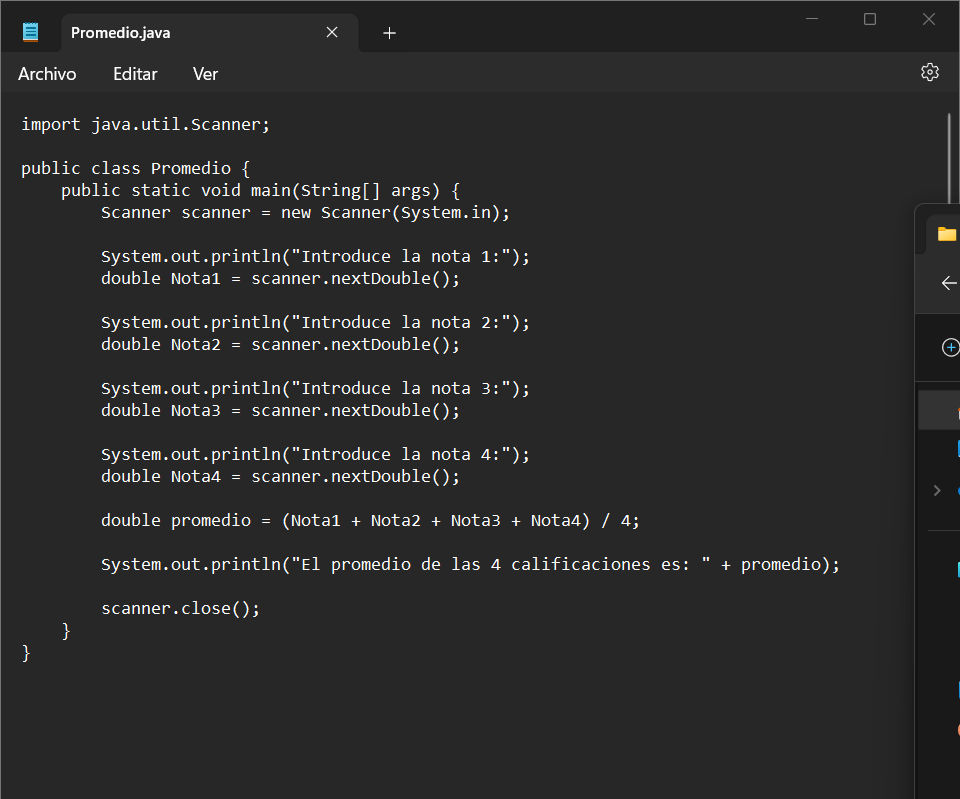 Promedio.java
Archivo Editar Ver
import java.util.Scanner;
public class Promedio {
public static void main(String[] args) {
Scanner scanner = new Scanner(System.in);
System.out.println("Introduce la nota 1:");
double Nota1 = scanner.nextDouble();
System.out.println("Introduce la nota 2:");
double Nota2 = scanner.nextDouble();
System.out.println("Introduce la nota 3:");
double Nota3 = scanner.nextDouble();
System.out.println("Introduce la nota 4:");
double Nota4 = scanner.nextDouble();
double promedio = (Nota1 + Nota2 + Nota3 + Nota4) / 4;
System.out.println("El promedio de las 4 calificaciones es: " + promedio);
scanner.close();
}
}